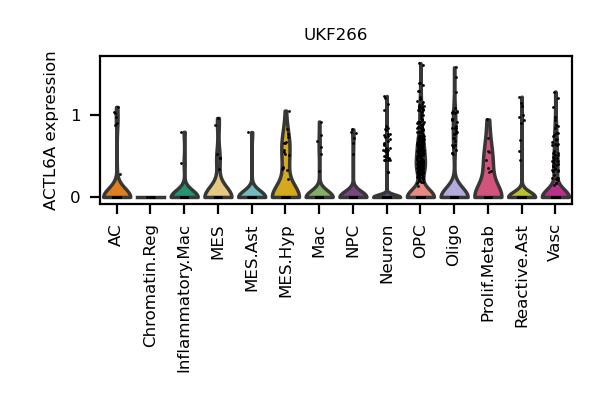 UKF266
ACTL6A expression
1
0
AC
Chromatin.Reg
Inflammatory.Mac
MES
MES.Ast
MES.Hyp
Mac
NPC
Neuron
OPC
Oligo
Prolif.Metab
Reactive.Ast
Vasc